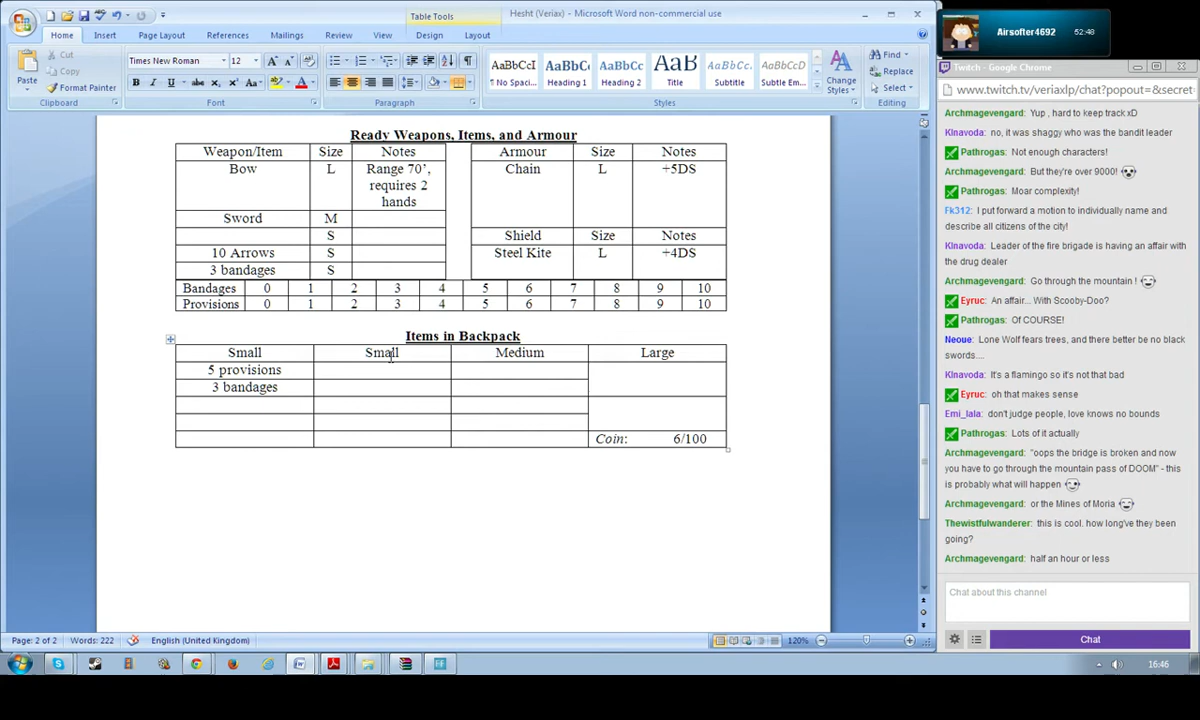 Table Tools
Hesht (Veriax) - Microsoft Word non-commercial use
Airsofter4692 52:48
Home Insert Page Layout References Mailings Review View Design Layout
Twitch - Google Chrome
www.twitch.tv/veriaxlp/chat?popout=&secret
Cut
Copy
Format Painter
Paste
Clipboard
Times New Roman 12
Font
Paragraph
AaBbCcI AaBbC AaBbCc AaB AaBbCc. AaBbCcD
¶ No Spaci... Heading 1 Heading 2 Title Subtitle Subtle Em...
Change
Styles
Styles
Find
Replace
Select
Editing
Ready Weapons, Items, and Armour
Weapon/Item Size Notes
Bow L Range 70’,
requires 2
hands
Sword M
S
10 Arrows S
3 bandages S
Armour Size Notes
Chain L +5DS
Shield Size Notes
Steel Kite L +4DS
Bandages 0 1 2 3 4 5 6 7 8 9 10
Provisions 0 1 2 3 4 5 6 7 8 9 10
Items in Backpack
Small Small Medium Large
5 provisions
3 bandages
Coin: 6/100
Archmagevengard: Yup , hard to keep track xD
Klnavoda: no, it was shaggy who was the bandit leader
Pathrogas: Not enough characters!
Archmagevengard: But they're over 9000!
Pathrogas: Moar complexity!
Fk312: I put forward a motion to individually name and
describe all citizens of the city!
Klnavoda: Leader of the fire brigade is having an affair with
the drug dealer
Archmagevengard: Go through the mountain !
Eyruc: An affair... With Scooby-Doo?
Pathrogas: Of COURSE!
Neoue: Lone Wolf fears trees, and there better be no black
swords....
Klnavoda: It's a flamingo so it's not that bad
Eyruc: oh that makes sense
Emi_lala: don't judge people, love knows no bounds
Pathrogas: Lots of it actually
Archmagevengard: "oops the bridge is broken and now
you have to go through the mountain pass of DOOM" - this
is probably what will happen
Archmagevengard: or the Mines of Moria
Thewistfulwanderer: this is cool. how long've they been
going?
Archmagevengard: half an hour or less
Chat about this channel
Chat
Page: 2 of 2 Words: 222 English (United Kingdom) 120%
16:46